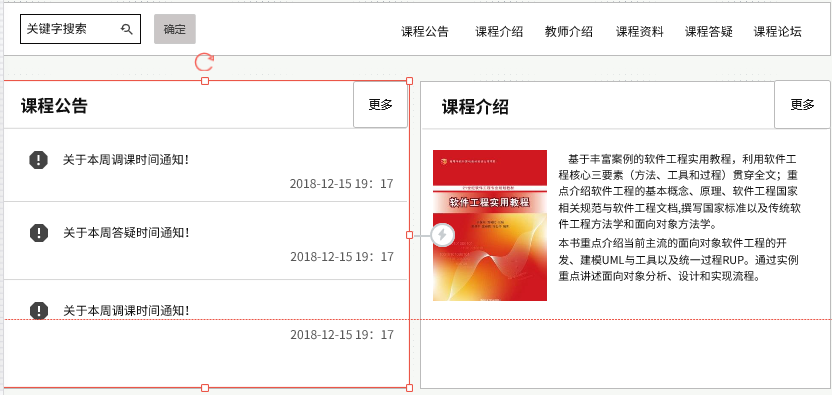 关键字搜索
确定
课程公告 课程介绍 教师介绍 课程资料 课程答疑 课程论坛
课程公告
更多
关于本周调课时间通知!
2018-12-15 19：17
关于本周答疑时间通知!
2018-12-15 19：17
关于本周调课时间通知!
2018-12-15 19：17
课程介绍
更多
软件工程实用教程
基于丰富案例的软件工程实用教程，利用软件工
程核心三要素（方法、工具和过程）贯穿全文；重
点介绍软件工程的基本概念、原理、软件工程国家
相关规范与软件工程文档,撰写国家标准以及传统软
件工程方法学和面向对象方法学。
本书重点介绍当前主流的面向对象软件工程的开
发、建模UML与工具以及统一过程RUP。通过实例
重点讲述面向对象分析、设计和实现流程。